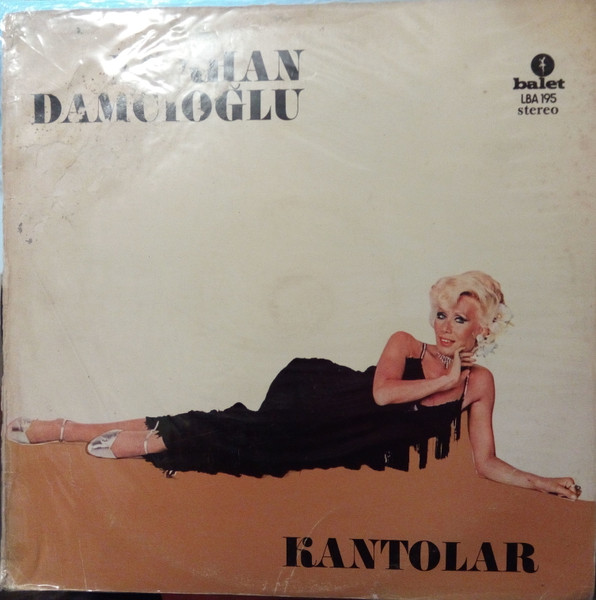 DAMCIOĞLU
balet
LBA 195
stereo
KANTOLAR